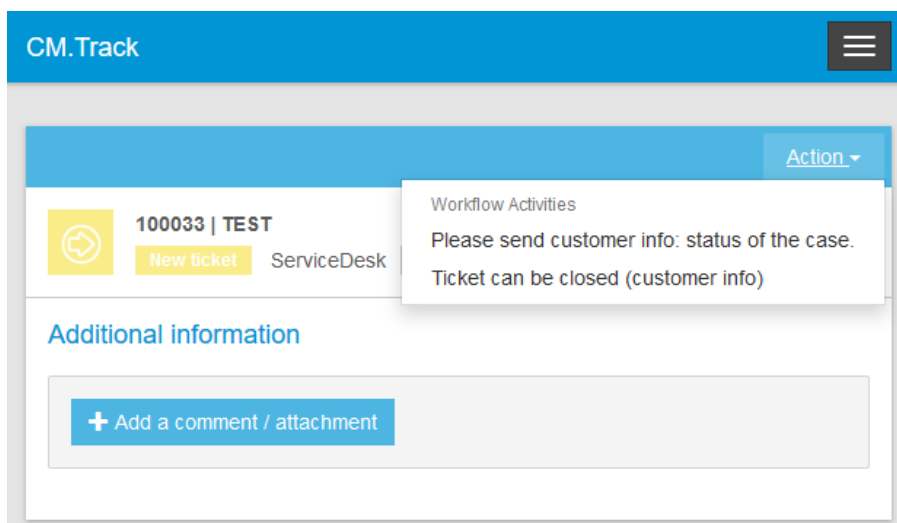 CM.Track
Action
Workflow Activities
Please send customer info: status of the case.
Ticket can be closed (customer info)
100033 | TEST
New ticket ServiceDesk
Additional information
Add a comment / attachment